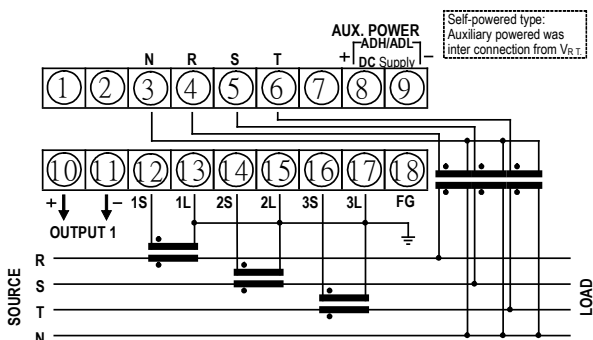 AUX. POWER
ADH/ADL
+ DC Supply –
Self-powered type:
Auxiliary powered was
inter connection from VRT.
N R S T
1 2 3 4 5 6 7 8 9
10 11 12 13 14 15 16 17 18
+ – 1S 1L 2S 2L 3S 3L FG
OUTPUT 1
SOURCE
R
S
T
N
LOAD